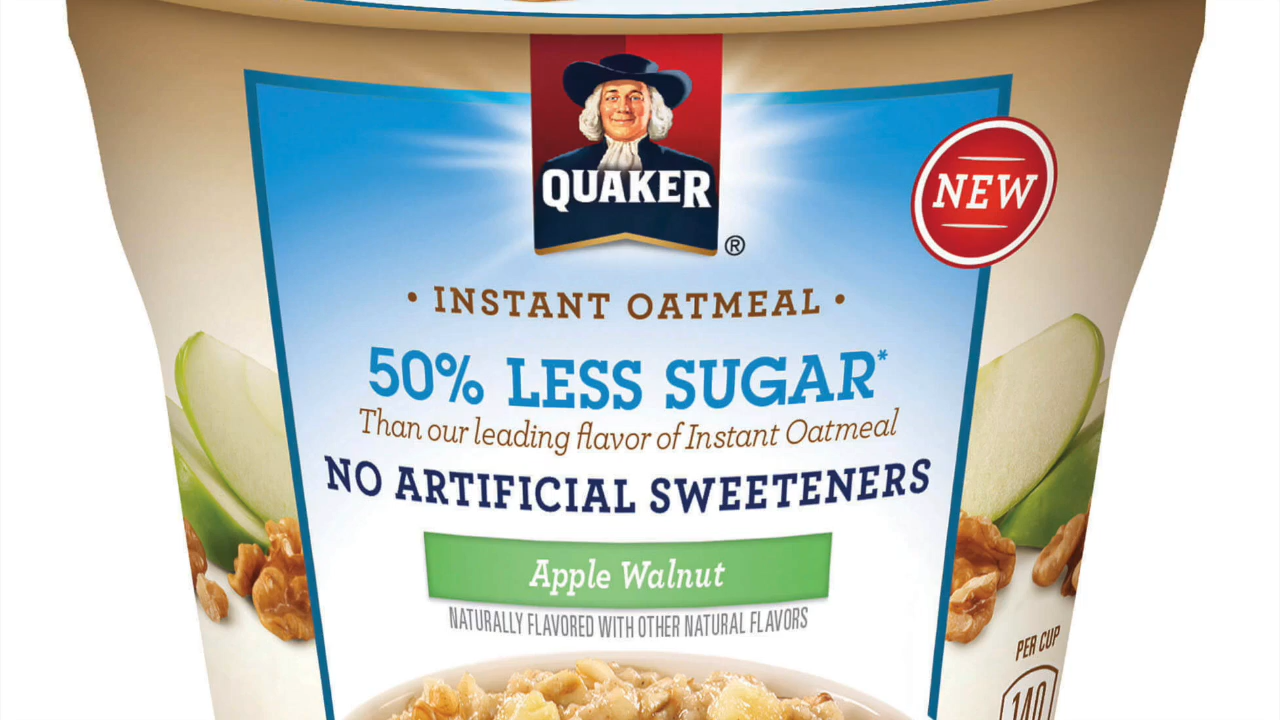 QUAKER
®
NEW
• INSTANT OATMEAL •
50% LESS SUGAR*
Than our leading flavor of Instant Oatmeal
NO ARTIFICIAL SWEETENERS
Apple Walnut
NATURALLY FLAVORED WITH OTHER NATURAL FLAVORS
PER CUP
140